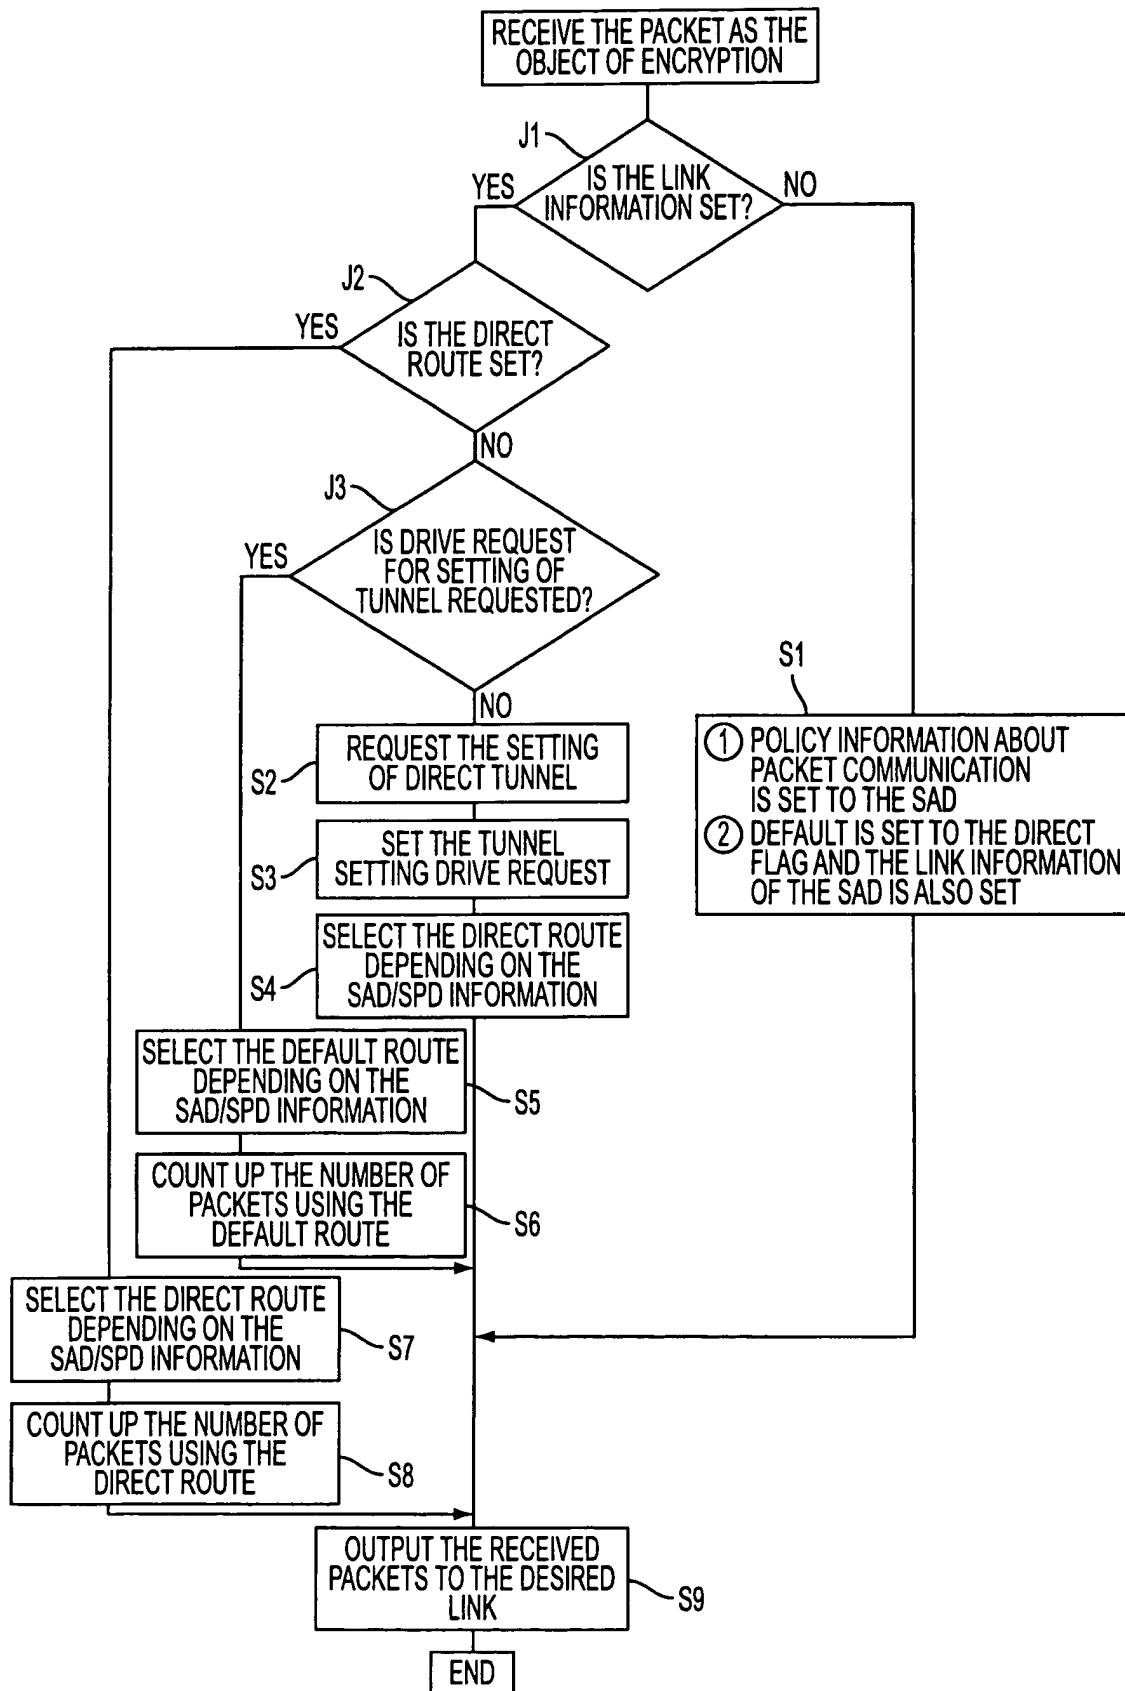 RECEIVE THE PACKET AS THE
OBJECT OF ENCRYPTION
J1
IS THE LINK
INFORMATION SET?
YES
NO
J2
IS THE DIRECT
ROUTE SET?
YES
NO
J3
IS DRIVE REQUEST
FOR SETTING OF
TUNNEL REQUESTED?
YES
NO
S1
① POLICY INFORMATION ABOUT
PACKET COMMUNICATION
IS SET TO THE SAD
② DEFAULT IS SET TO THE DIRECT
FLAG AND THE LINK INFORMATION
OF THE SAD IS ALSO SET
REQUEST THE SETTING
OF DIRECT TUNNEL
S2
SET THE TUNNEL
SETTING DRIVE REQUEST
S3
SELECT THE DIRECT ROUTE
DEPENDING ON THE
SAD/SPD INFORMATION
S4
SELECT THE DEFAULT ROUTE
DEPENDING ON THE
SAD/SPD INFORMATION
S5
COUNT UP THE NUMBER OF
PACKETS USING THE
DEFAULT ROUTE
S6
SELECT THE DIRECT ROUTE
DEPENDING ON THE
SAD/SPD INFORMATION
S7
COUNT UP THE NUMBER OF
PACKETS USING THE
DIRECT ROUTE
S8
OUTPUT THE RECEIVED
PACKETS TO THE DESIRED
LINK
S9
END